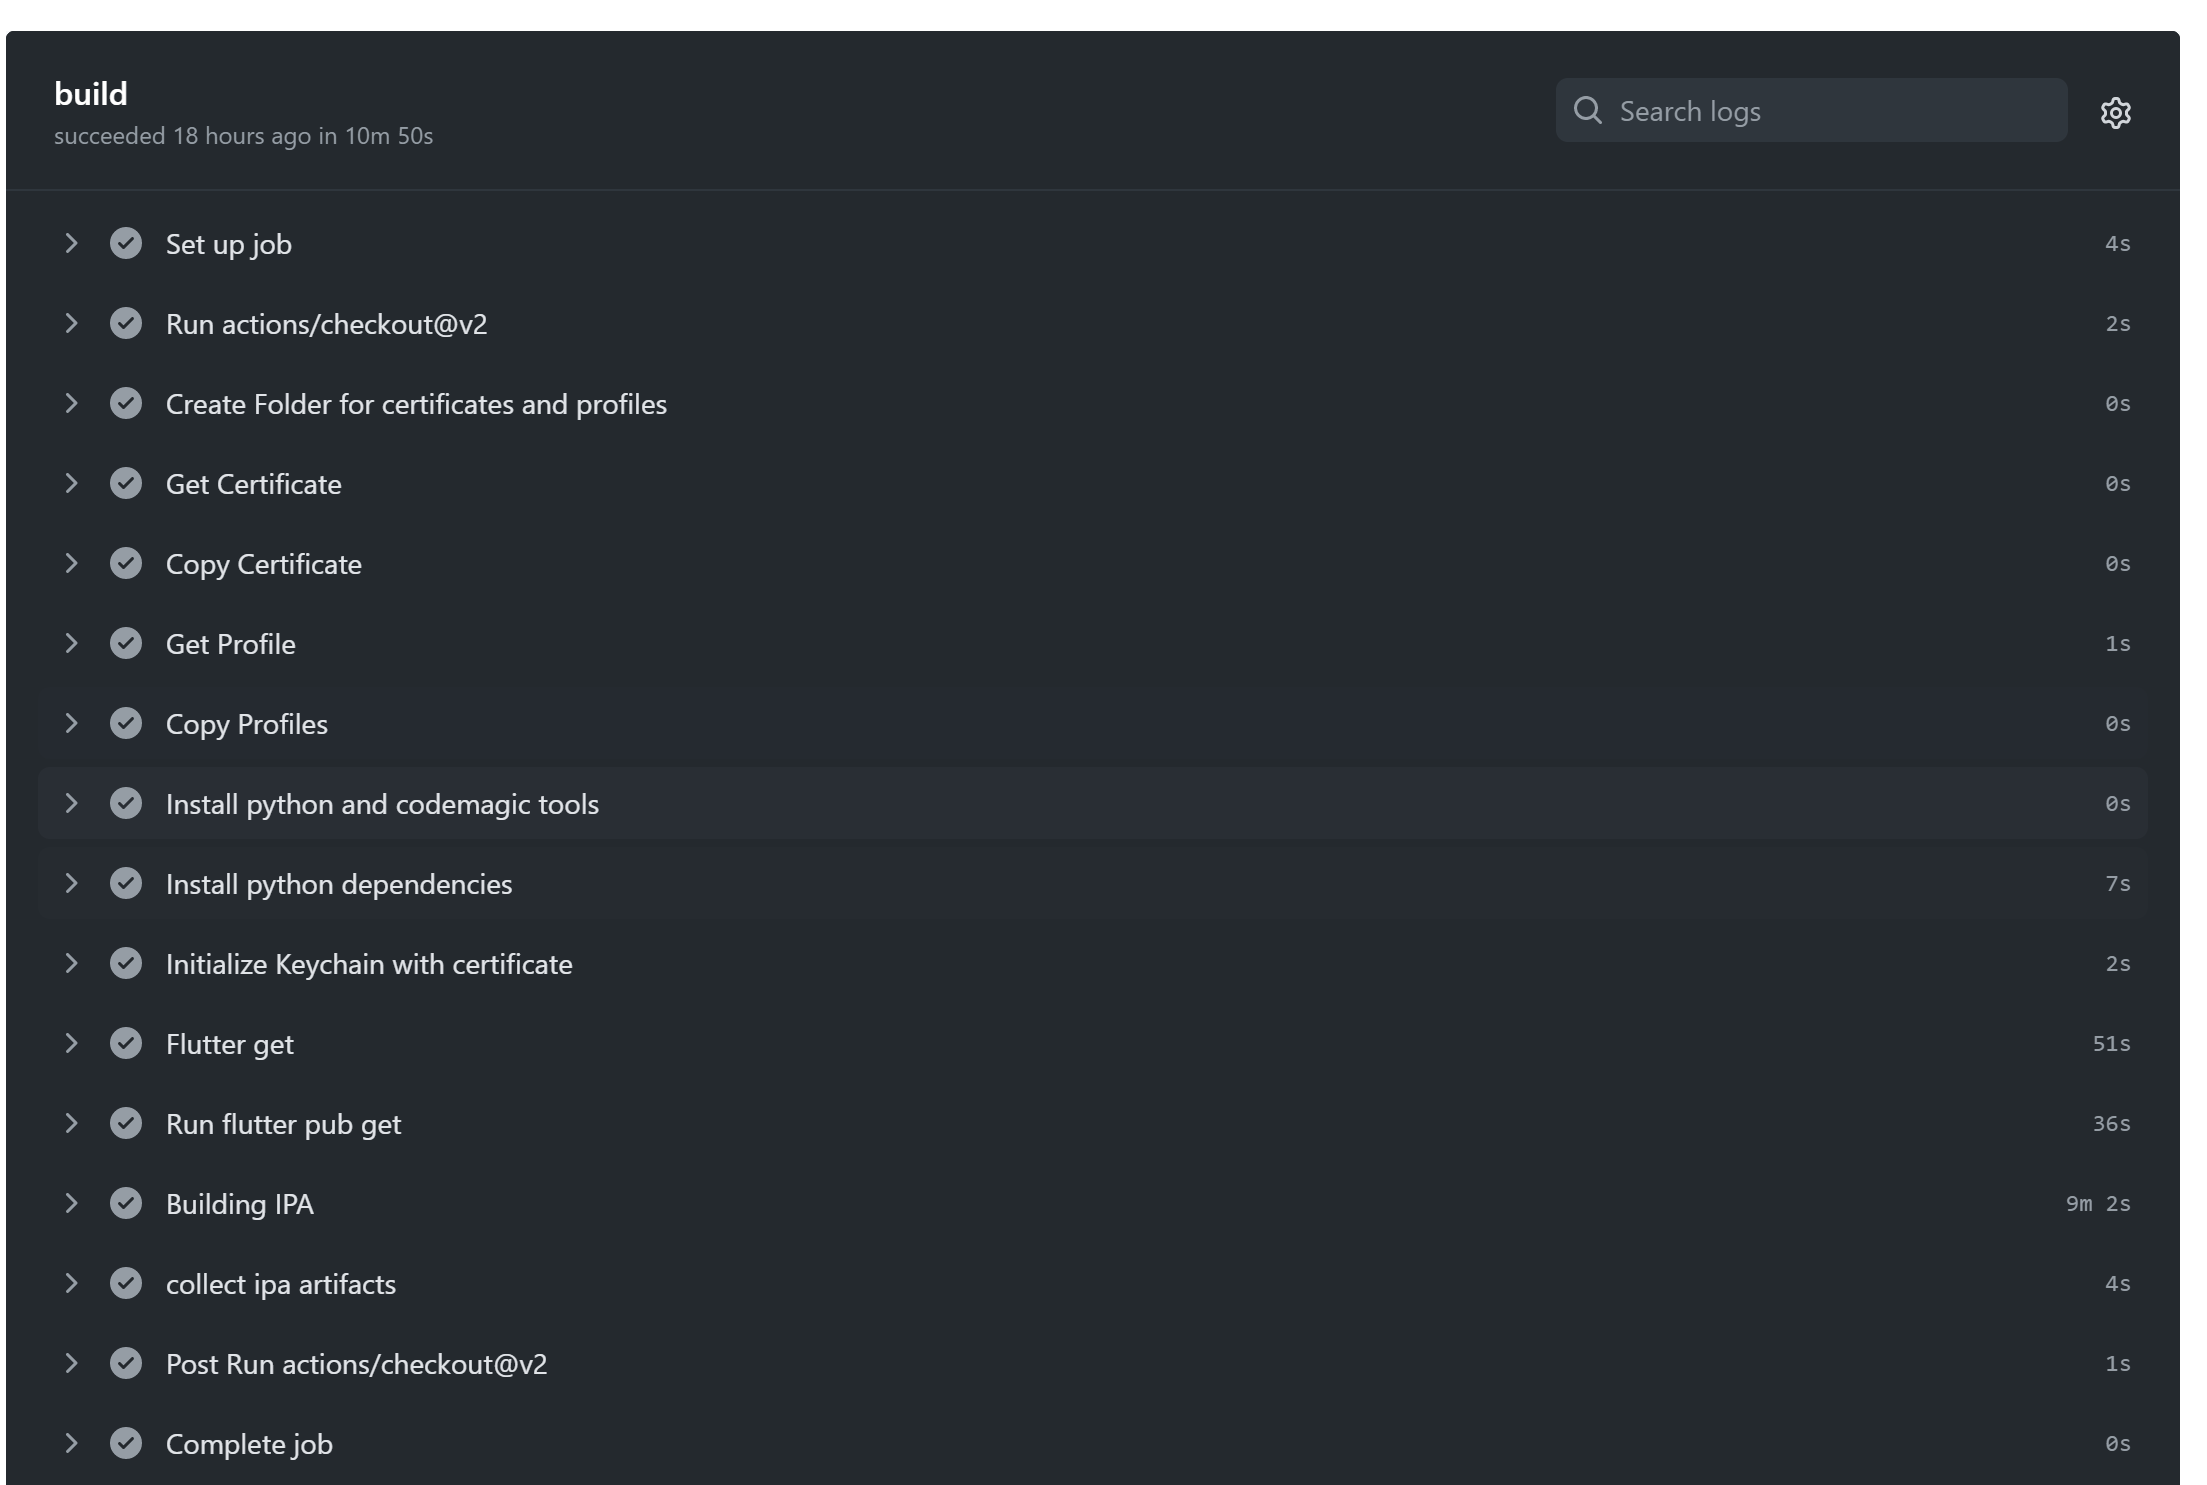 build
succeeded 18 hours ago in 10m 50s
Search logs
Set up job 4s
Run actions/checkout@v2 2s
Create Folder for certificates and profiles 0s
Get Certificate 0s
Copy Certificate 0s
Get Profile 1s
Copy Profiles 0s
Install python and codemagic tools 0s
Install python dependencies 7s
Initialize Keychain with certificate 2s
Flutter get 51s
Run flutter pub get 36s
Building IPA 9m 2s
collect ipa artifacts 4s
Post Run actions/checkout@v2 1s
Complete job 0s